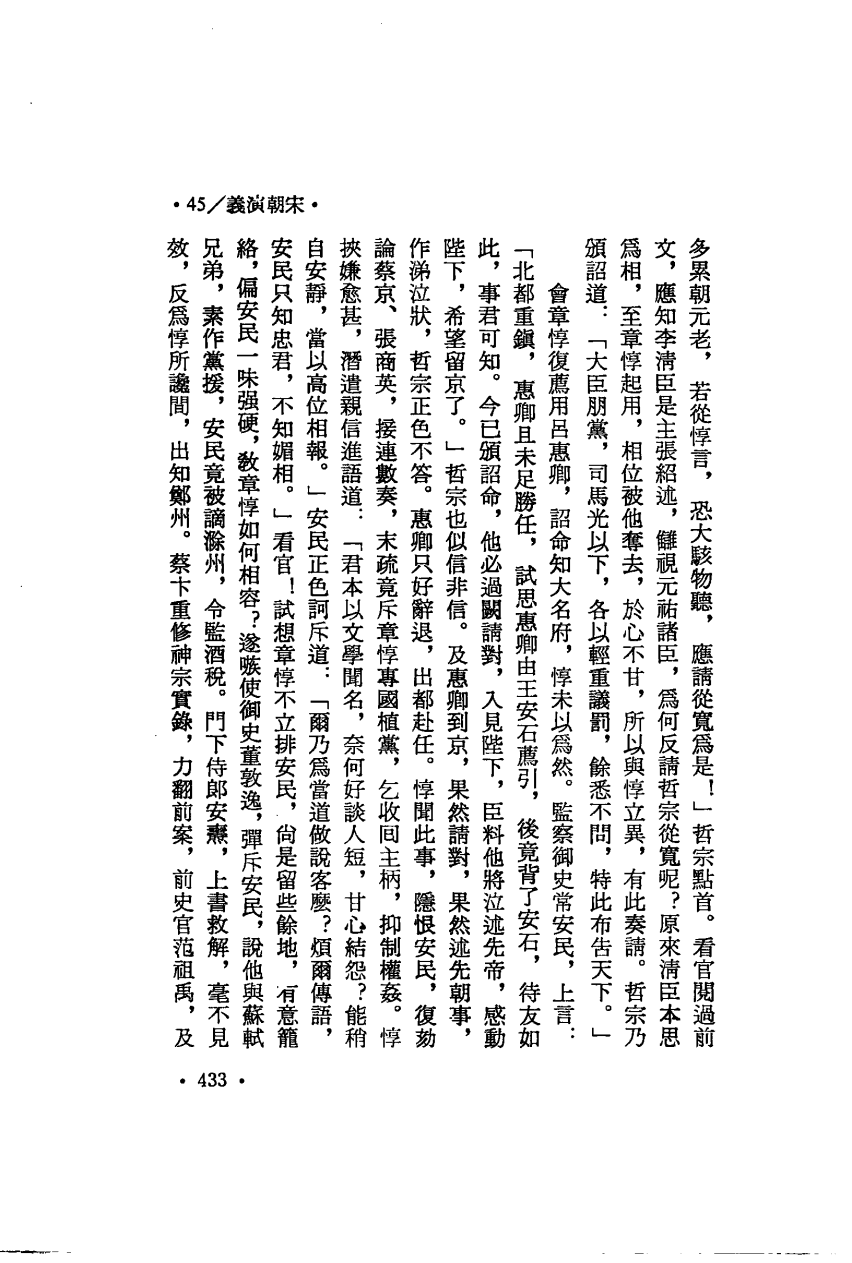 ·宋朝演義/45·
多累朝元老，若從惇言，恐大駭物聽，應請從寬爲是！」哲宗點首。看官閱過前
文，應知李淸臣是主張紹述，讎視元祐諸臣，爲何反請哲宗從寬呢？原來淸臣本思
爲相，至章惇起用，相位被他奪去，於心不甘，所以與惇立異，有此奏請。哲宗乃
頒詔道：「大臣朋黨，司馬光以下，各以輕重議罰，餘悉不問，特此布吿天下。」
會章惇復薦用呂惠卿，詔命知大名府，惇未以爲然。監察御史常安民，上言：
「北都重鎭，惠卿且未足勝任，試思惠卿由王安石薦引，後竟背了安石，待友如
此，事君可知。今已頒詔命，他必過闕請對，入見陛下，臣料他將泣述先帝，感動
陛下，希望留京了。」哲宗也似信非信。及惠卿到京，果然請對，果然述先朝事，
作涕泣狀，哲宗正色不答。惠卿只好辭退，出都赴任。惇聞此事，隱恨安民，復劾
論蔡京、張商英，接連數奏，末疏竟斥章惇專國植黨，乞收囘主柄，抑制權姦。惇
挾嫌愈甚，潛遣親信進語道：「君本以文學聞名，奈何好談人短，甘心結怨？能稍
自安靜，當以高位相報。」安民正色訶斥道：「爾乃爲當道做說客麼？煩爾傳語，
安民只知忠君，不知媚相。」看官！試想章惇不立排安民，尙是留些餘地，有意籠
絡，偏安民一味强硬，敎章惇如何相容？遂嗾使御史董敦逸，彈斥安民，說他與蘇軾
兄弟，素作黨援，安民竟被謫滁州，令監酒稅。門下侍郎安燾，上書救解，毫不見
效，反爲惇所讒間，出知鄭州。蔡卞重修神宗實錄，力翻前案，前史官范祖禹，及
·433·